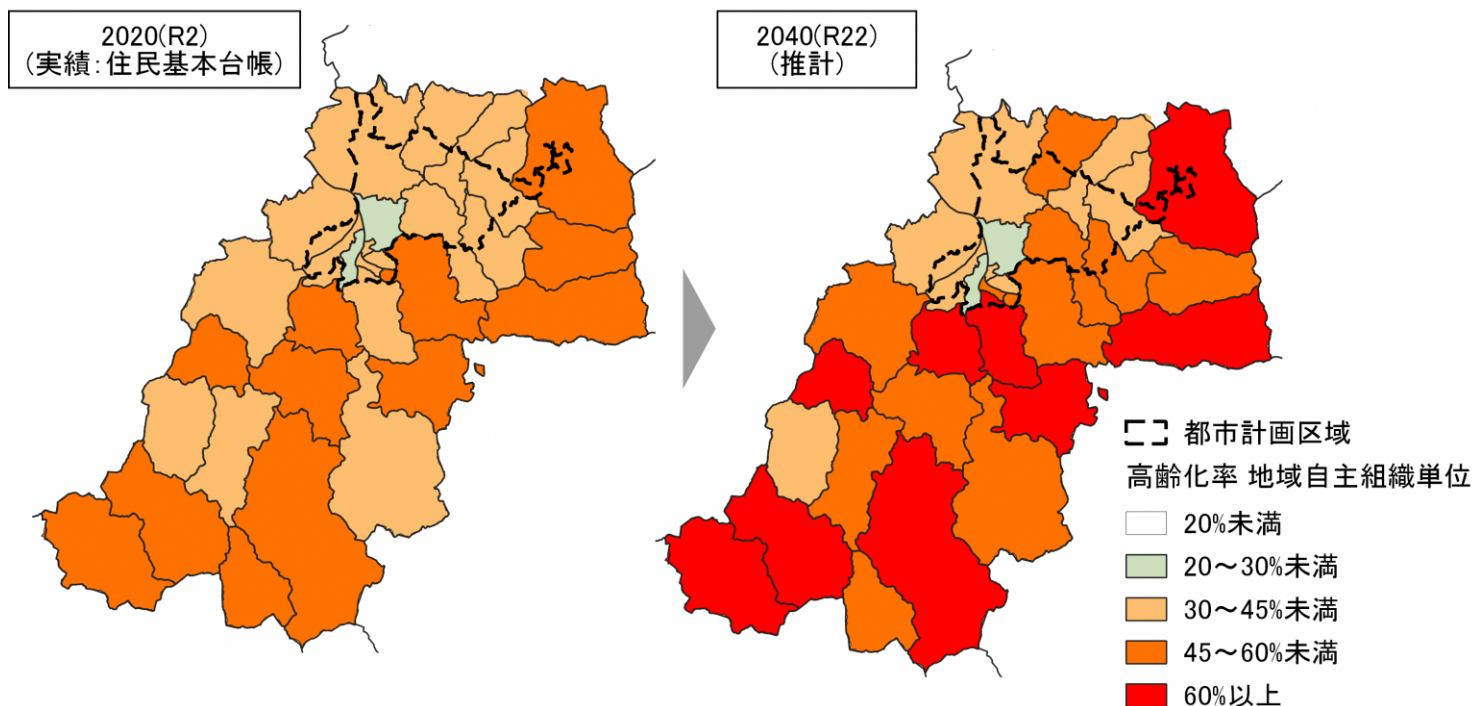 2020(R2)
(実績:住民基本台帳)
2040(R22)
(推計)
都市計画区域
高齢化率 地域自主組織単位
20%未満
20～30%未満
30～45%未満
45～60%未満
60%以上